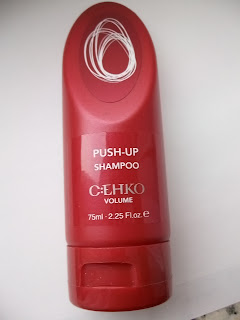 PUSH-UP
SHAMPOO
C:EHKO
VOLUME
75ml - 2.25 Fl.oz. e